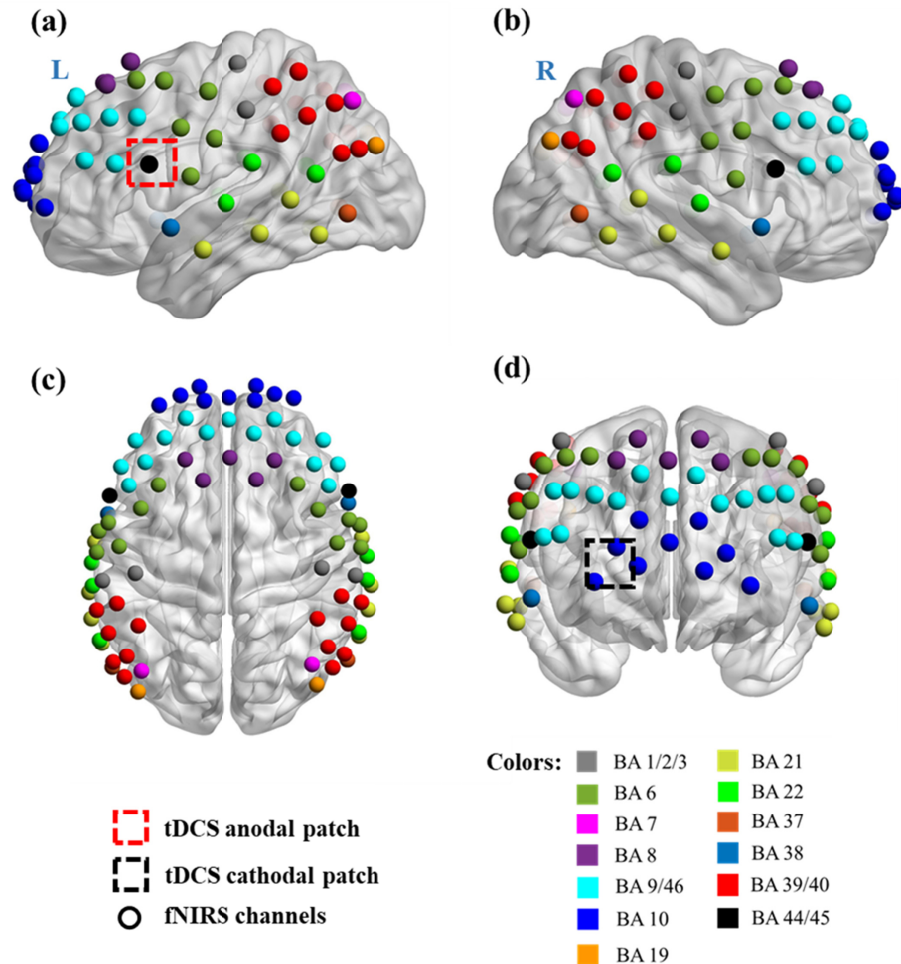 (a)
(b)
L
R
(c)
(d)
Colors:
BA 1/2/3
BA 21
BA 6
BA 22
BA 7
BA 37
BA 8
BA 38
BA 9/46
BA 39/40
BA 10
BA 44/45
BA 19
tDCS anodal patch
tDCS cathodal patch
fNIRS channels